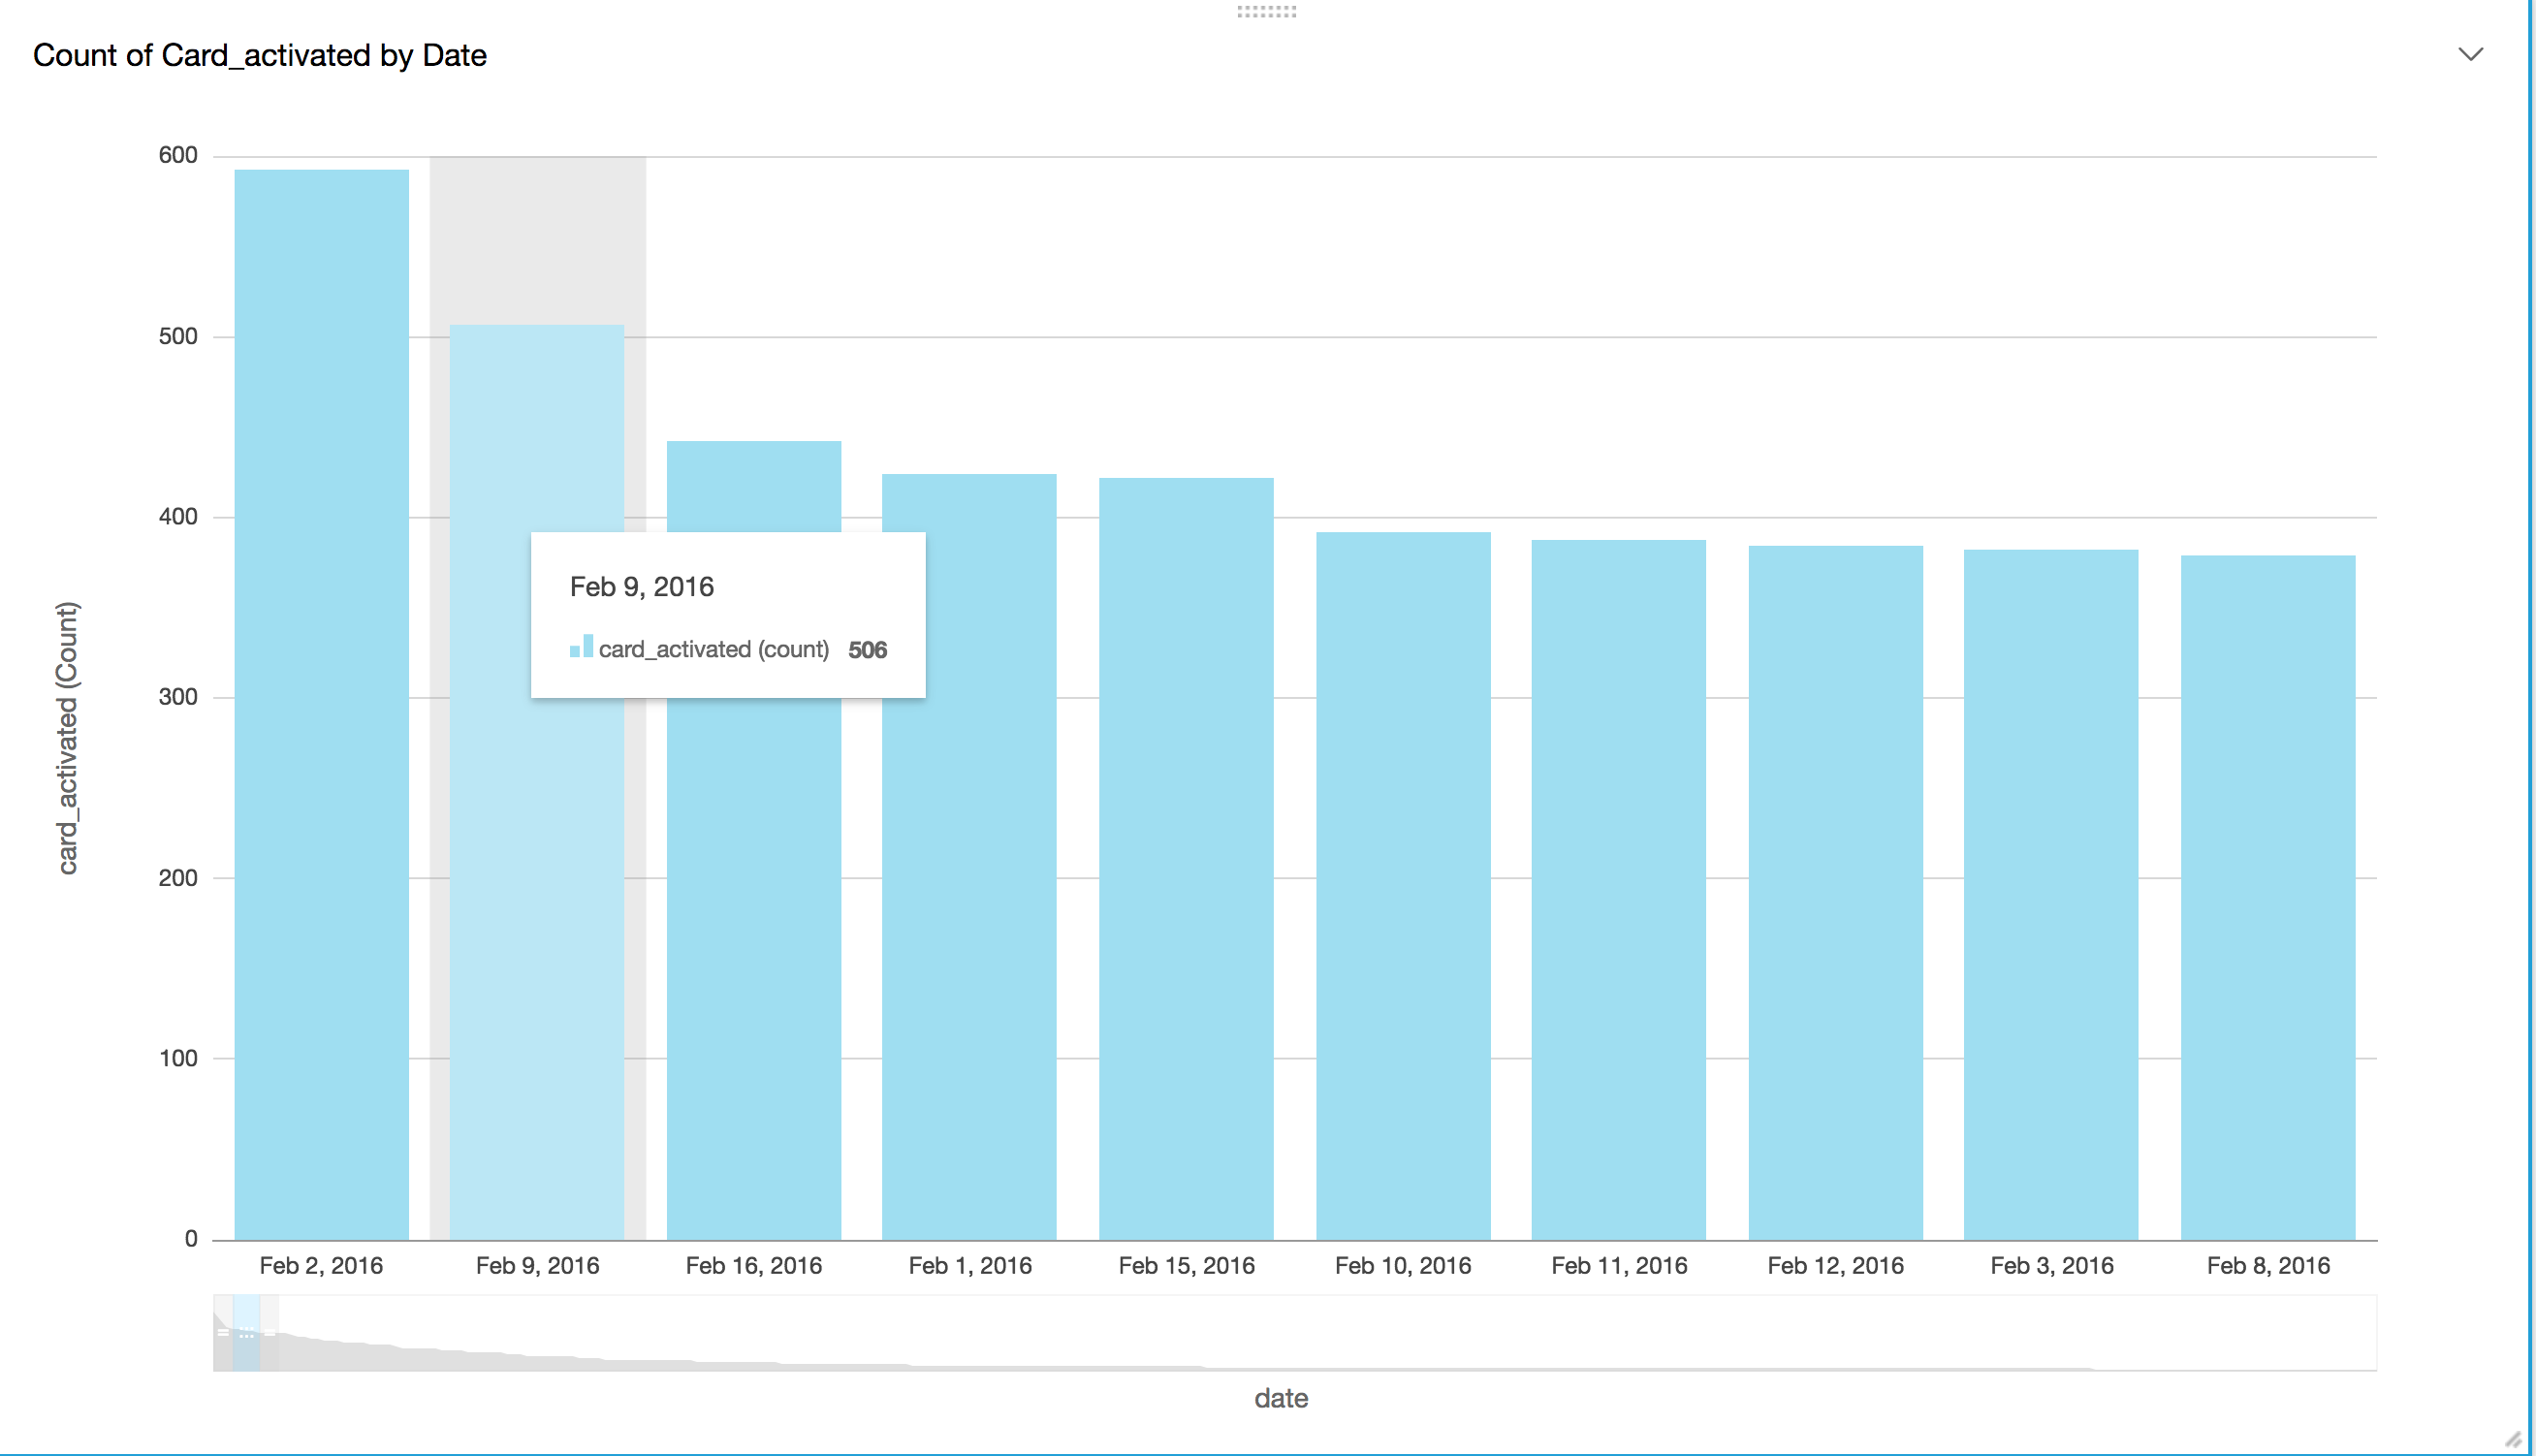 Count of Card_activated by Date
600
500
400
300
200
100
0
card_activated (Count)
Feb 9, 2016
card_activated (count) 506
Feb 2, 2016 Feb 9, 2016 Feb 16, 2016 Feb 1, 2016 Feb 15, 2016 Feb 10, 2016 Feb 11, 2016 Feb 12, 2016 Feb 3, 2016 Feb 8, 2016
date